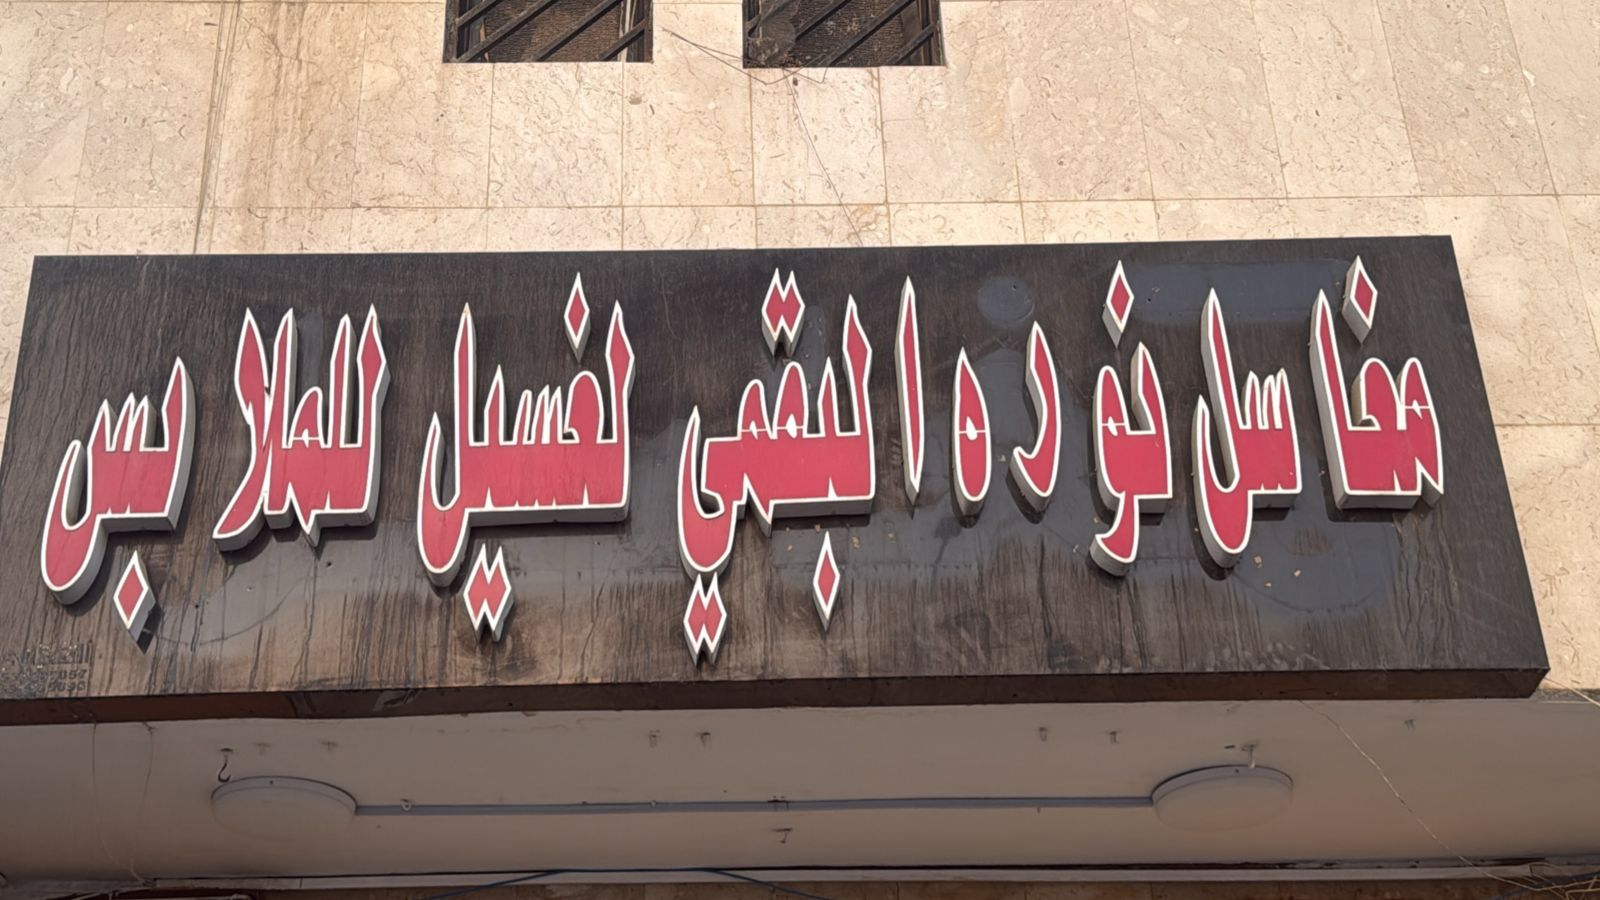 مغاسل نوره البقمي لغسيل الملابس